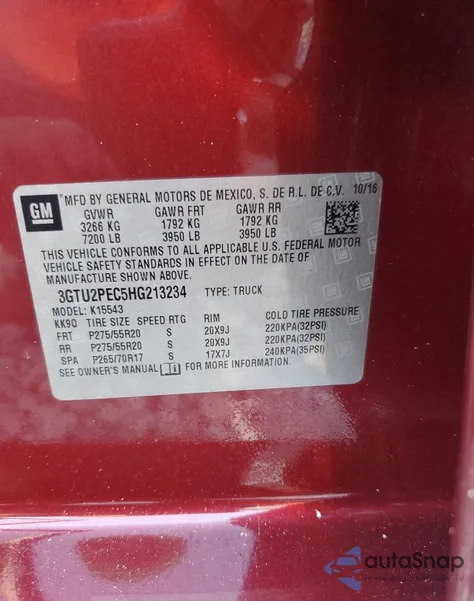 GM
MFD BY GENERAL MOTORS DE MEXICO, S. DE R.L. DE C.V. 10/16
GVWR GAWR FRT GAWR RR
3266 KG 1792 KG 1792 KG
7200 LB 3950 LB 3950 LB
THIS VEHICLE CONFORMS TO ALL APPLICABLE U.S. FEDERAL MOTOR
VEHICLE SAFETY STANDARDS IN EFFECT ON THE DATE OF
MANUFACTURE SHOWN ABOVE.
3GTU2PEC5HG213234 TYPE: TRUCK
MODEL: K15543
KK9O TIRE SIZE SPEED RTG RIM COLD TIRE PRESSURE
FRT P275/55R20 S 20X9J 220KPA(32PSI)
RR P275/55R20 S 20X9J 220KPA(32PSI)
SPA P265/70R17 S 17X7J 240KPA(35PSI)
SEE OWNER'S MANUAL FOR MORE INFORMATION.
autoSnap